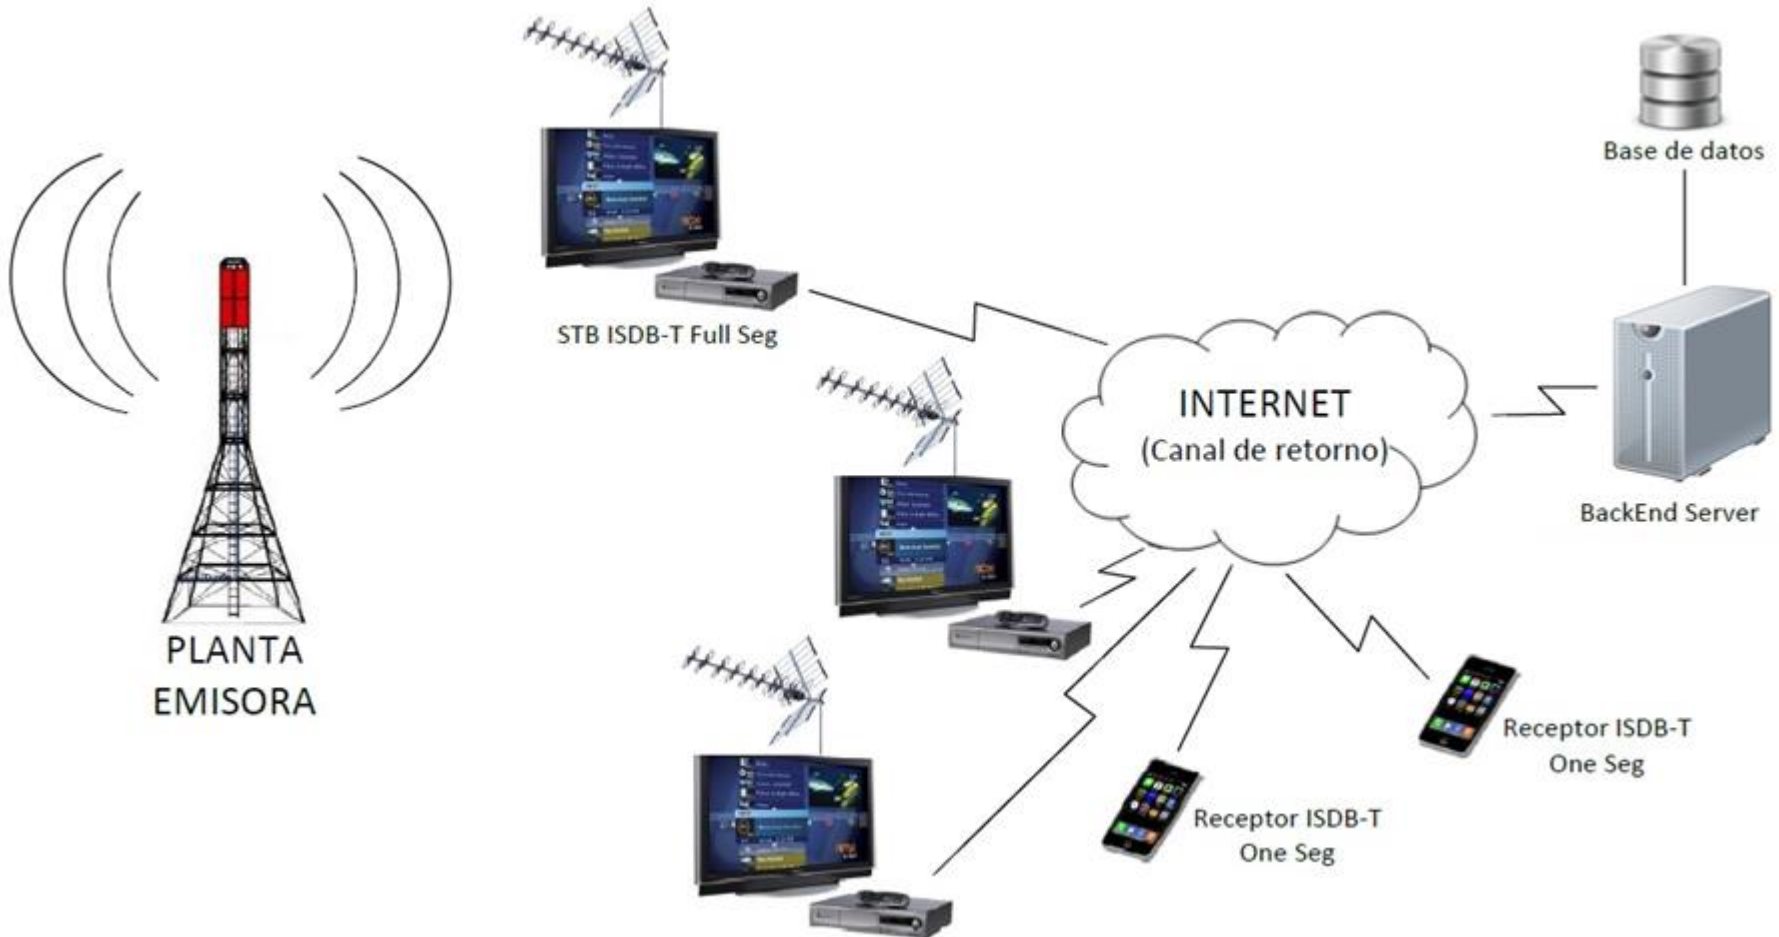 Base de datos
STB ISDB-T Full Seg
INTERNET
(Canal de retorno)
BackEnd Server
PLANTA
EMISORA
Receptor ISDB-T
One Seg
Receptor ISDB-T
One Seg